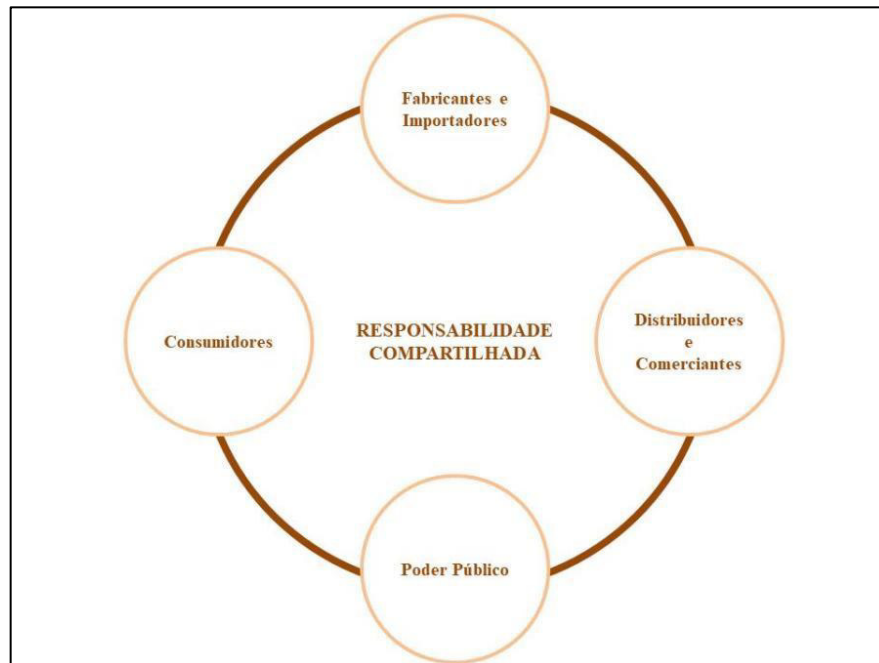 Fabricantes e
Importadores
Consumidores
RESPONSABILIDADE
COMPARTILHADA
Distribuidores
e
Comerciantes
Poder Público